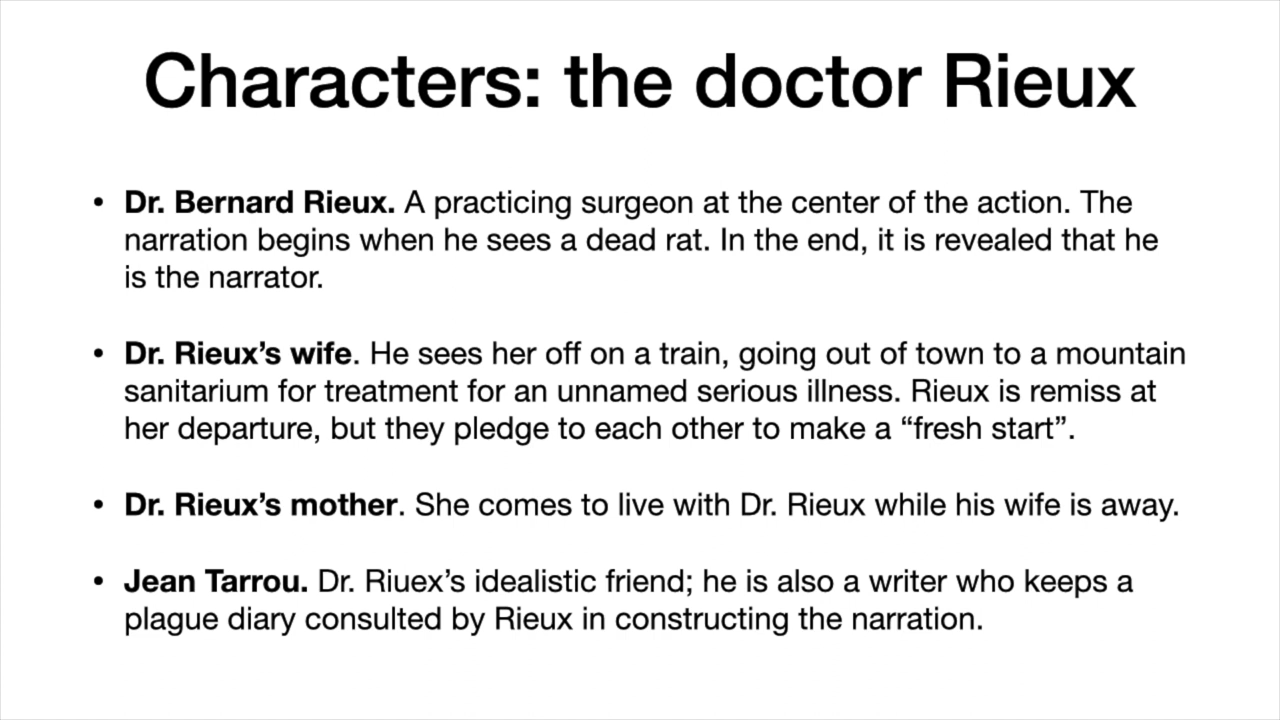 Characters: the doctor Rieux
• Dr. Bernard Rieux. A practicing surgeon at the center of the action. The
narration begins when he sees a dead rat. In the end, it is revealed that he
is the narrator.
• Dr. Rieux’s wife. He sees her off on a train, going out of town to a mountain
sanitarium for treatment for an unnamed serious illness. Rieux is remiss at
her departure, but they pledge to each other to make a “fresh start”.
• Dr. Rieux’s mother. She comes to live with Dr. Rieux while his wife is away.
• Jean Tarrou. Dr. Riuex’s idealistic friend; he is also a writer who keeps a
plague diary consulted by Rieux in constructing the narration.